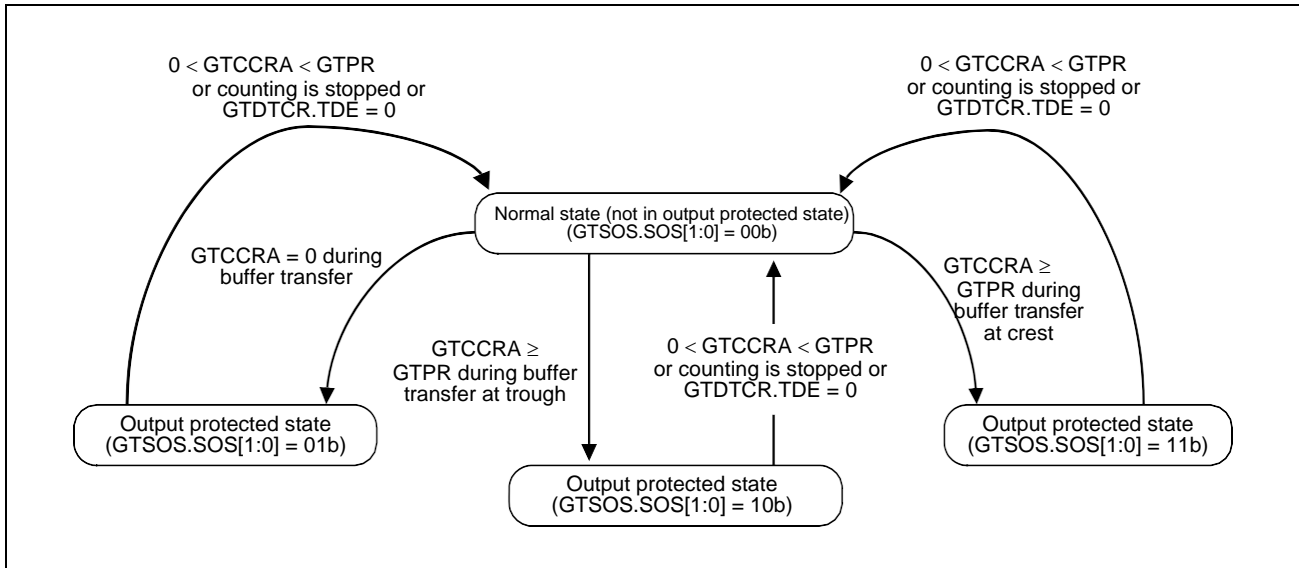 0 < GTCCRA < GTPR
or counting is stopped or
GTDTCR.TDE = 0
0 < GTCCRA < GTPR
or counting is stopped or
GTDTCR.TDE = 0
Normal state (not in output protected state)
(GTSOS.SOS[1:0] = 00b)
GTCCRA = 0 during
buffer transfer
GTCCRA ≥
GTPR during buffer
transfer at trough
0 < GTCCRA < GTPR
or counting is stopped or
GTDTCR.TDE = 0
GTCCRA ≥
GTPR during
buffer transfer
at crest
Output protected state
(GTSOS.SOS[1:0] = 01b)
Output protected state
(GTSOS.SOS[1:0] = 10b)
Output protected state
(GTSOS.SOS[1:0] = 11b)